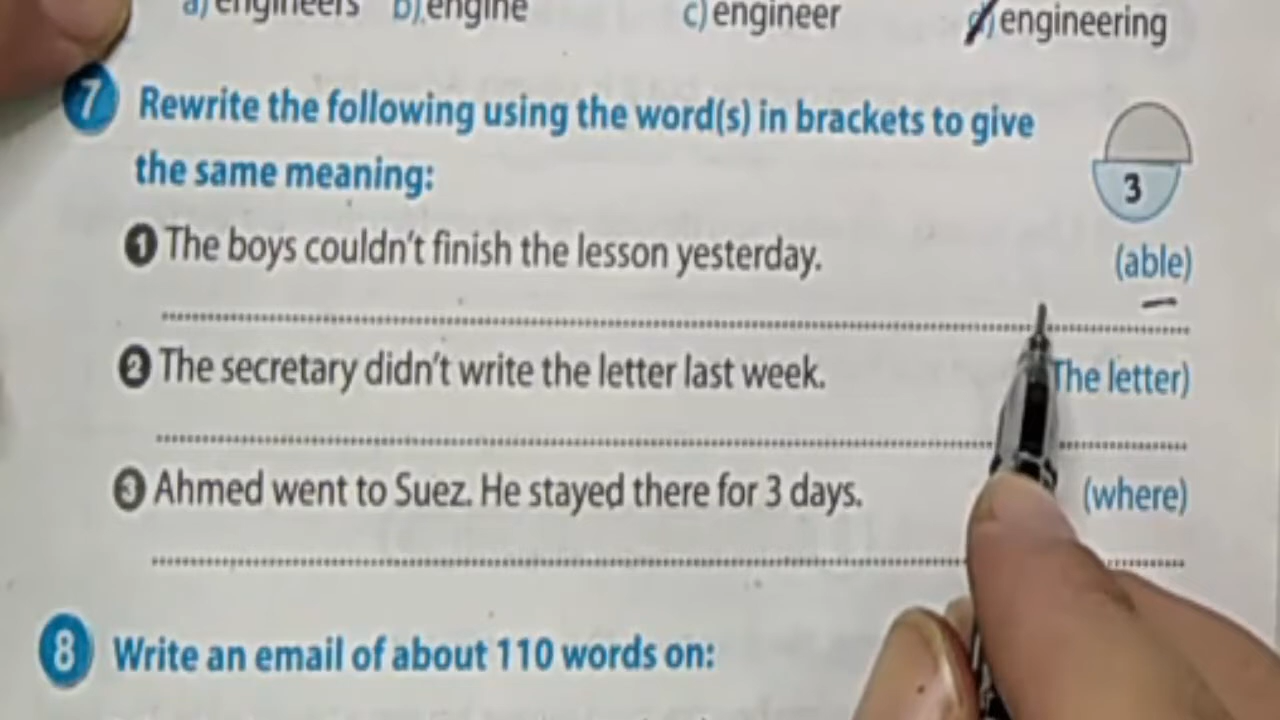 a) engineers b) engine c) engineer d) engineering
7 Rewrite the following using the word(s) in brackets to give
the same meaning:
3
1 The boys couldn't finish the lesson yesterday. (able)
2 The secretary didn't write the letter last week. The letter)
3 Ahmed went to Suez. He stayed there for 3 days. (where)
8 Write an email of about 110 words on: